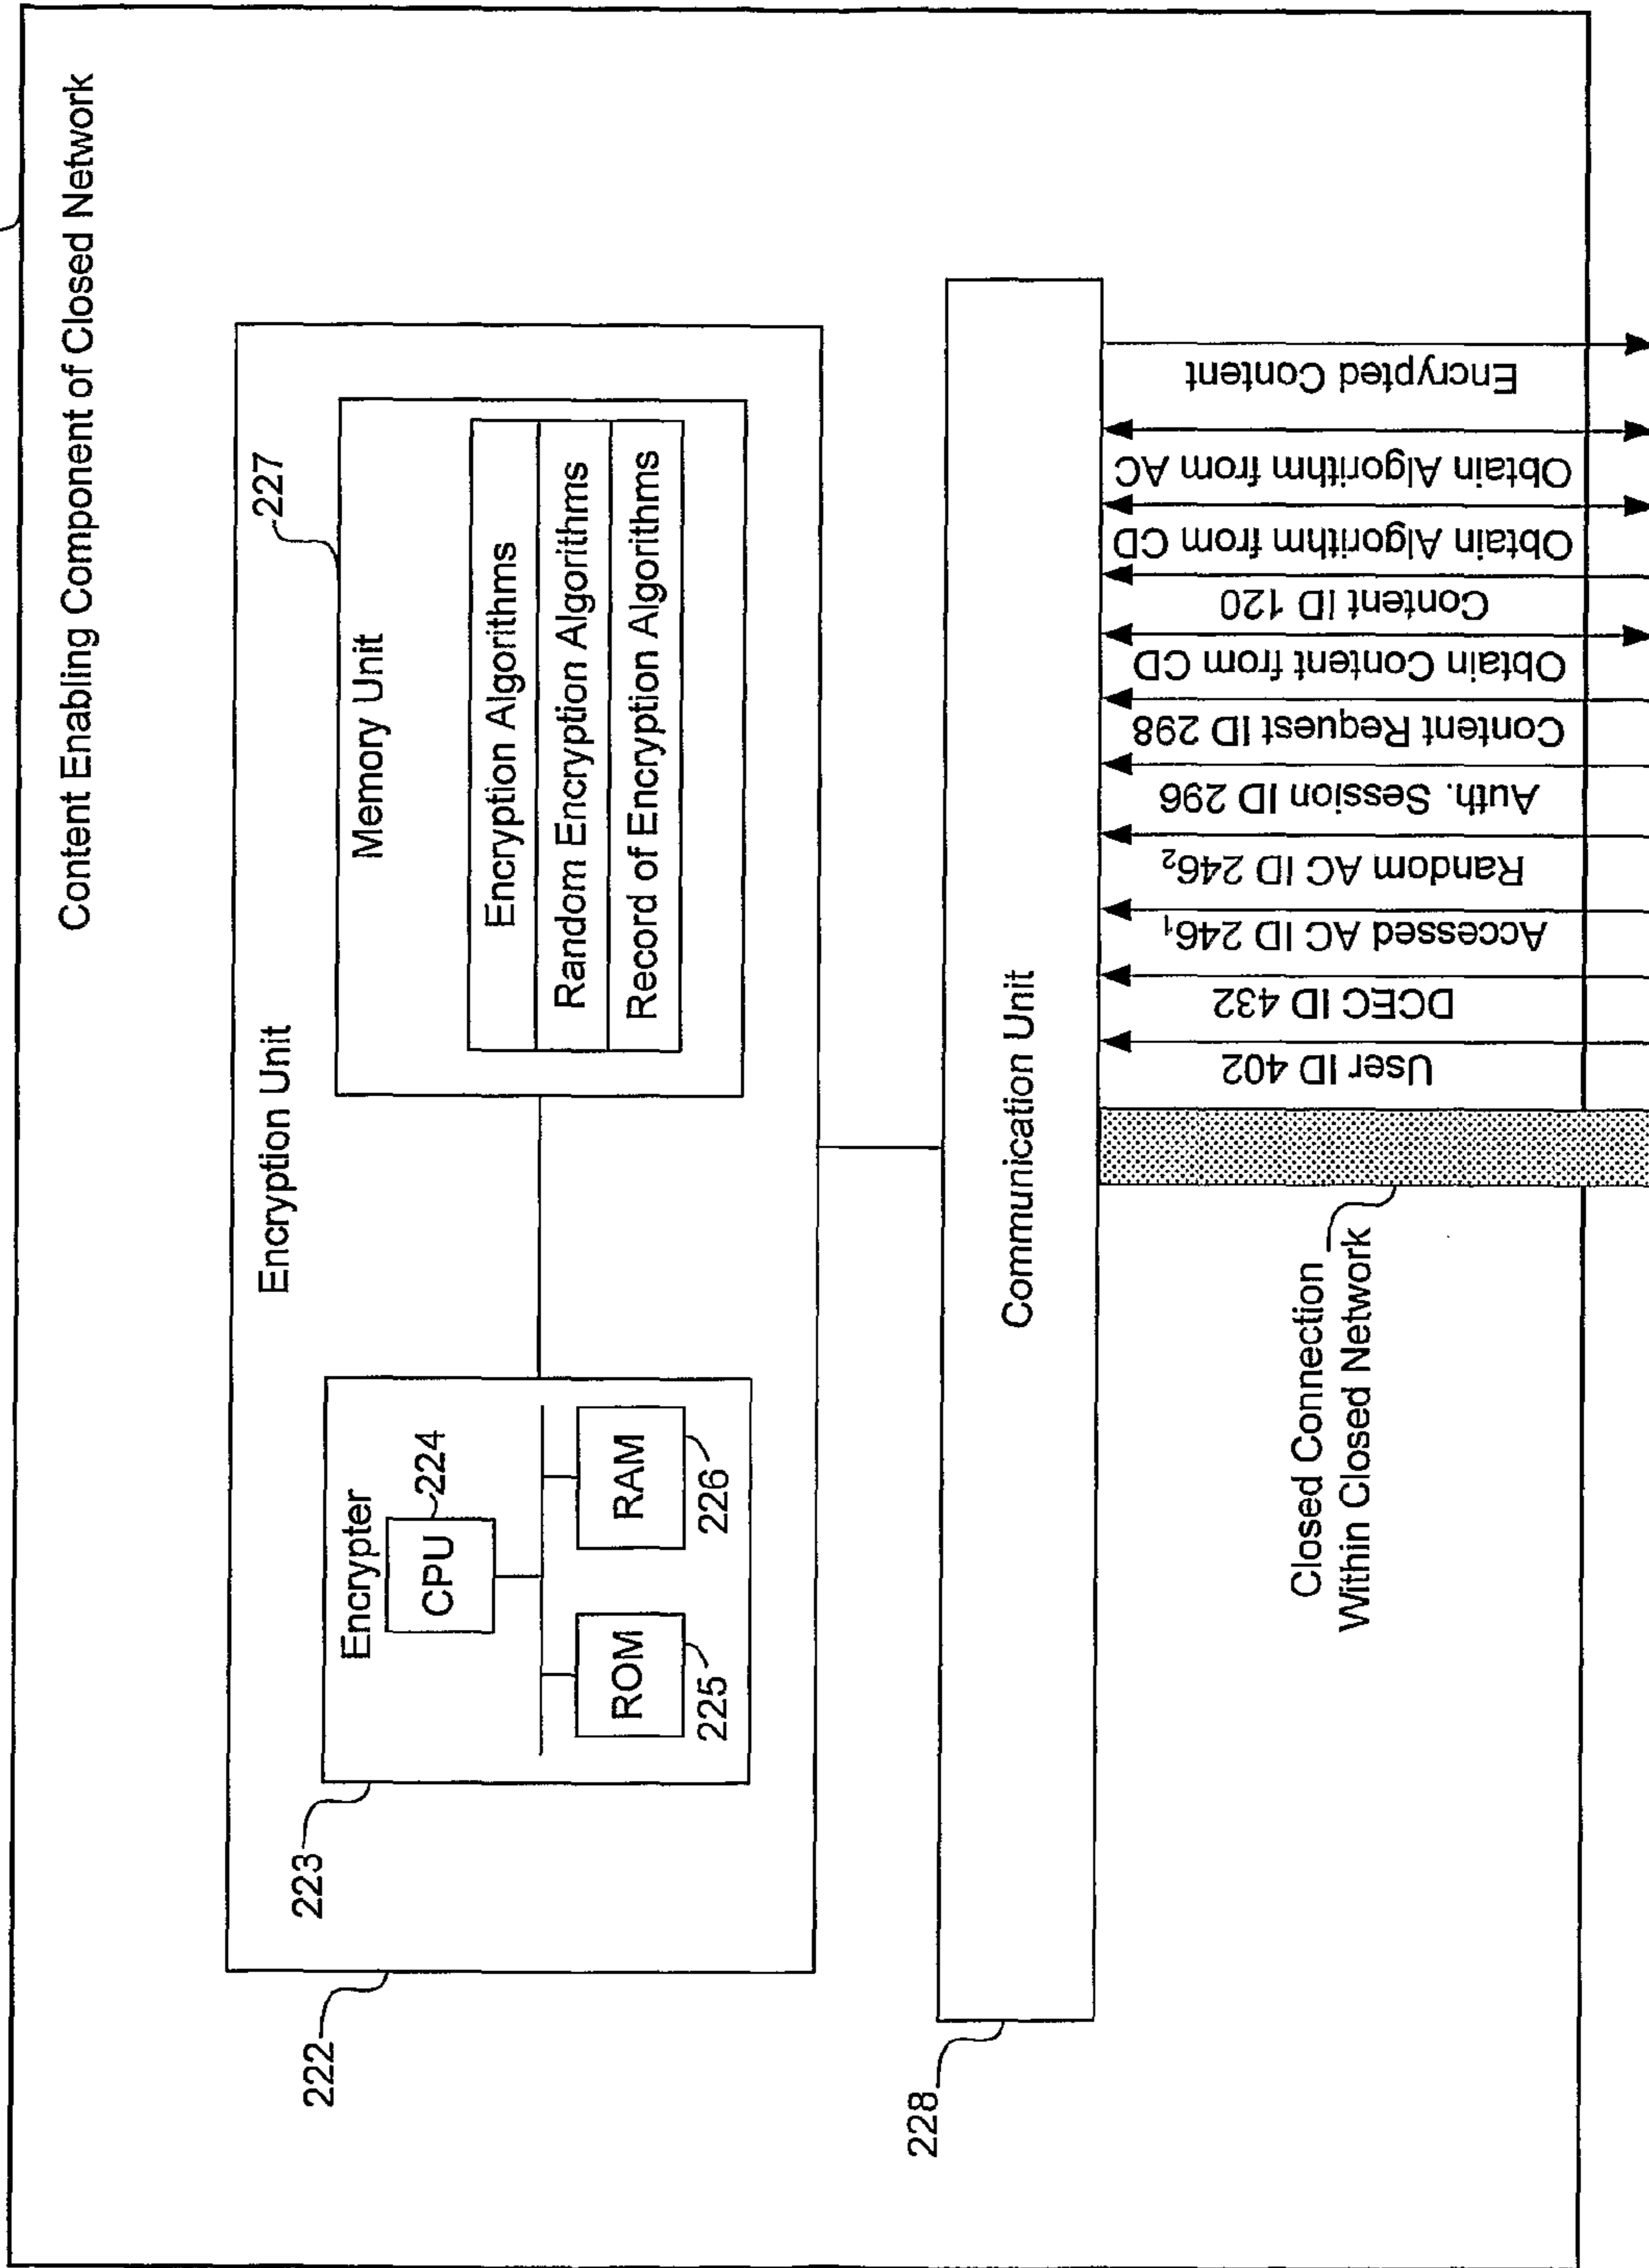 Content Enabling Component of Closed Network
Encryption Unit
222
Encrypter
223
CPU
224
ROM
225
RAM
226
Memory Unit
227
Encryption Algorithms
Random Encryption Algorithms
Record of Encryption Algorithms
Communication Unit
228
Closed Connection
Within Closed Network
User ID 402
DCEC ID 432
Accessed AC ID 246₁
Random AC ID 246₂
Auth. Session ID 296
Content Request ID 298
Obtain Content from CD
Content ID 120
Obtain Algorithm from CD
Obtain Algorithm from AC
Encrypted Content